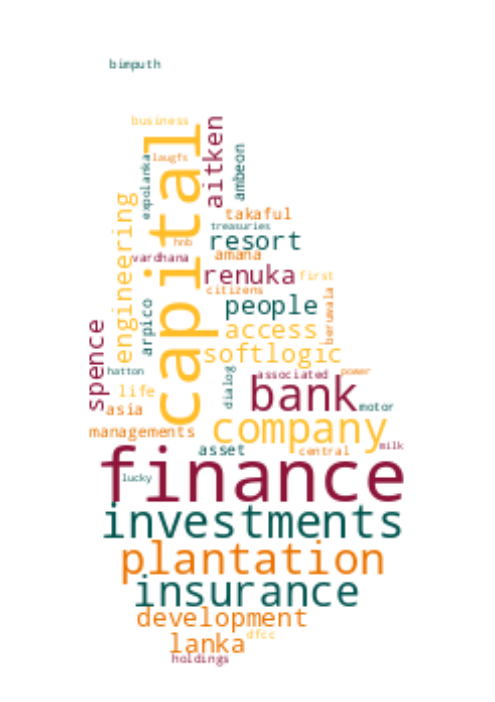 bimputh
business
capital
aitken
laugfs
ambeon
expolanka
engineering
takaful
treasuries
resort
hnb
vardhana
amana
renuka
first
citizens
people
beruwala
arpico
access
softlogic
spence
hatton
dialog
associated
power
life
bank
motor
asia
managements
company
milk
asset
central
finance
lucky
investments
plantation
insurance
development
lanka
dfcc
holdings